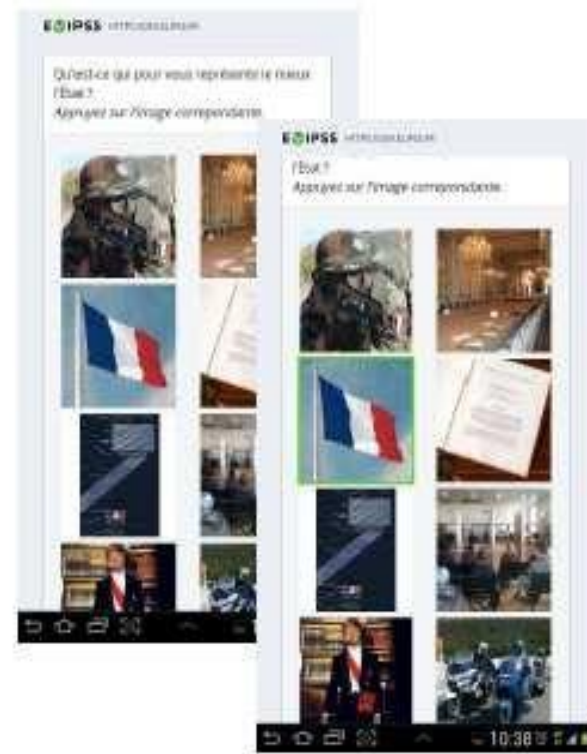 ELIPSS
Qu'est-ce qui pour vous représente le mieux
l'Etat ?
Appuyez sur l'image correspondante.
ELIPSS
l'Etat ?
Appuyez sur l'image correspondante.
10:38